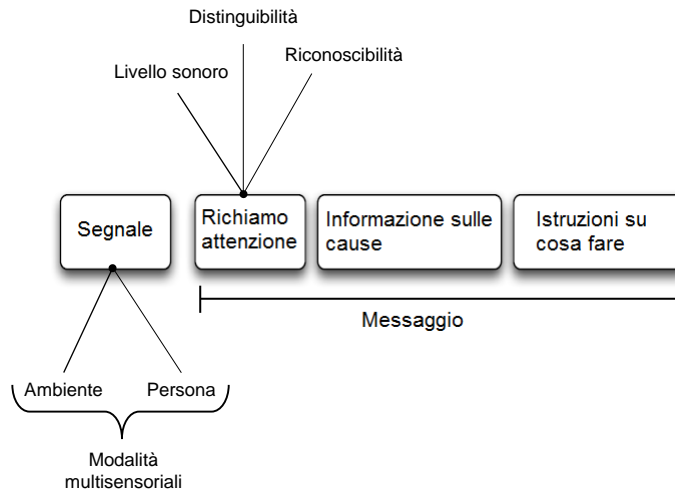 Distinguibilità
Livello sonoro
Riconoscibilità
Segnale
Richiamo
attenzione
Informazione sulle
cause
Istruzioni su
cosa fare
Messaggio
Ambiente
Persona
Modalità
multisensoriali